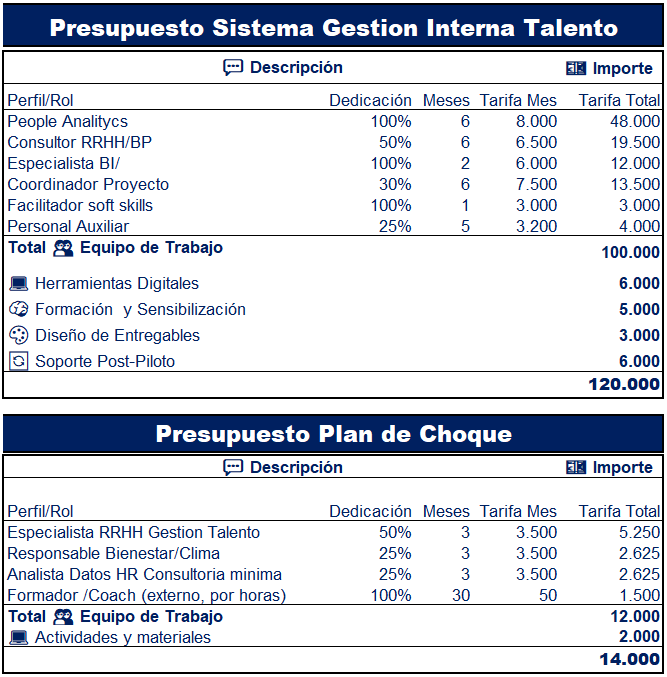 Presupuesto Sistema Gestion Interna Talento
Descripción Importe
Perfil/Rol Dedicación Meses Tarifa Mes Tarifa Total
People Analitycs 100% 6 8.000 48.000
Consultor RRHH/BP 50% 6 6.500 19.500
Especialista BI/ 100% 2 6.000 12.000
Coordinador Proyecto 30% 6 7.500 13.500
Facilitador soft skills 100% 1 3.000 3.000
Personal Auxiliar 25% 5 3.200 4.000
Total Equipo de Trabajo 100.000
Herramientas Digitales 6.000
Formación y Sensibilización 5.000
Diseño de Entregables 3.000
Soporte Post-Piloto 6.000
120.000
Presupuesto Plan de Choque
Descripción Importe
Perfil/Rol Dedicación Meses Tarifa Mes Tarifa Total
Especialista RRHH Gestion Talento 50% 3 3.500 5.250
Responsable Bienestar/Clima 25% 3 3.500 2.625
Analista Datos HR Consultoria minima 25% 3 3.500 2.625
Formador /Coach (externo, por horas) 100% 30 50 1.500
Total Equipo de Trabajo 12.000
Actividades y materiales 2.000
14.000